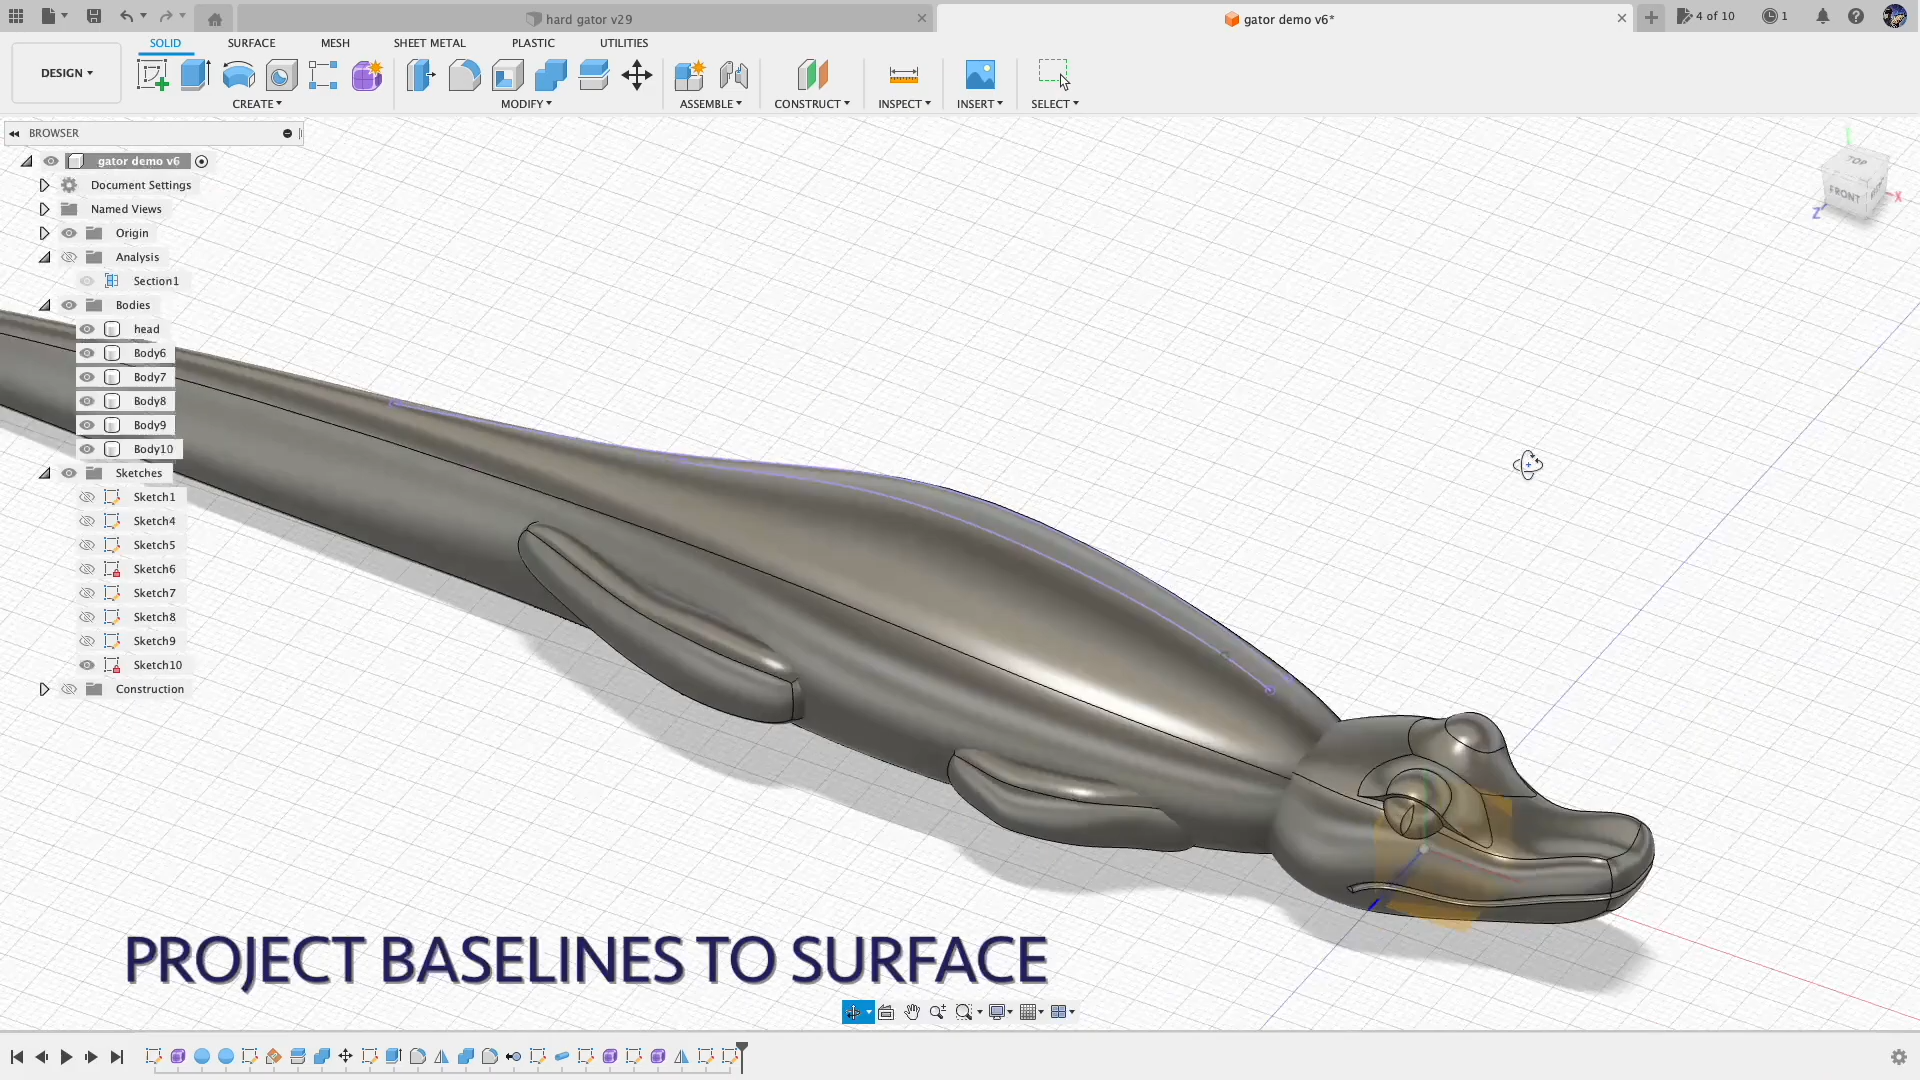 hard gator v29
gator demo v6*
4 of 10
1
SOLID
SURFACE
MESH
SHEET METAL
PLASTIC
UTILITIES
DESIGN
CREATE
MODIFY
ASSEMBLE
CONSTRUCT
INSPECT
INSERT
SELECT
BROWSER
gator demo v6
Document Settings
Named Views
Origin
Analysis
Section1
Bodies
head
Body6
Body7
Body8
Body9
Body10
Sketches
Sketch1
Sketch4
Sketch5
Sketch6
Sketch7
Sketch8
Sketch9
Sketch10
Construction
TOP
FRONT
X
Z
PROJECT BASELINES TO SURFACE